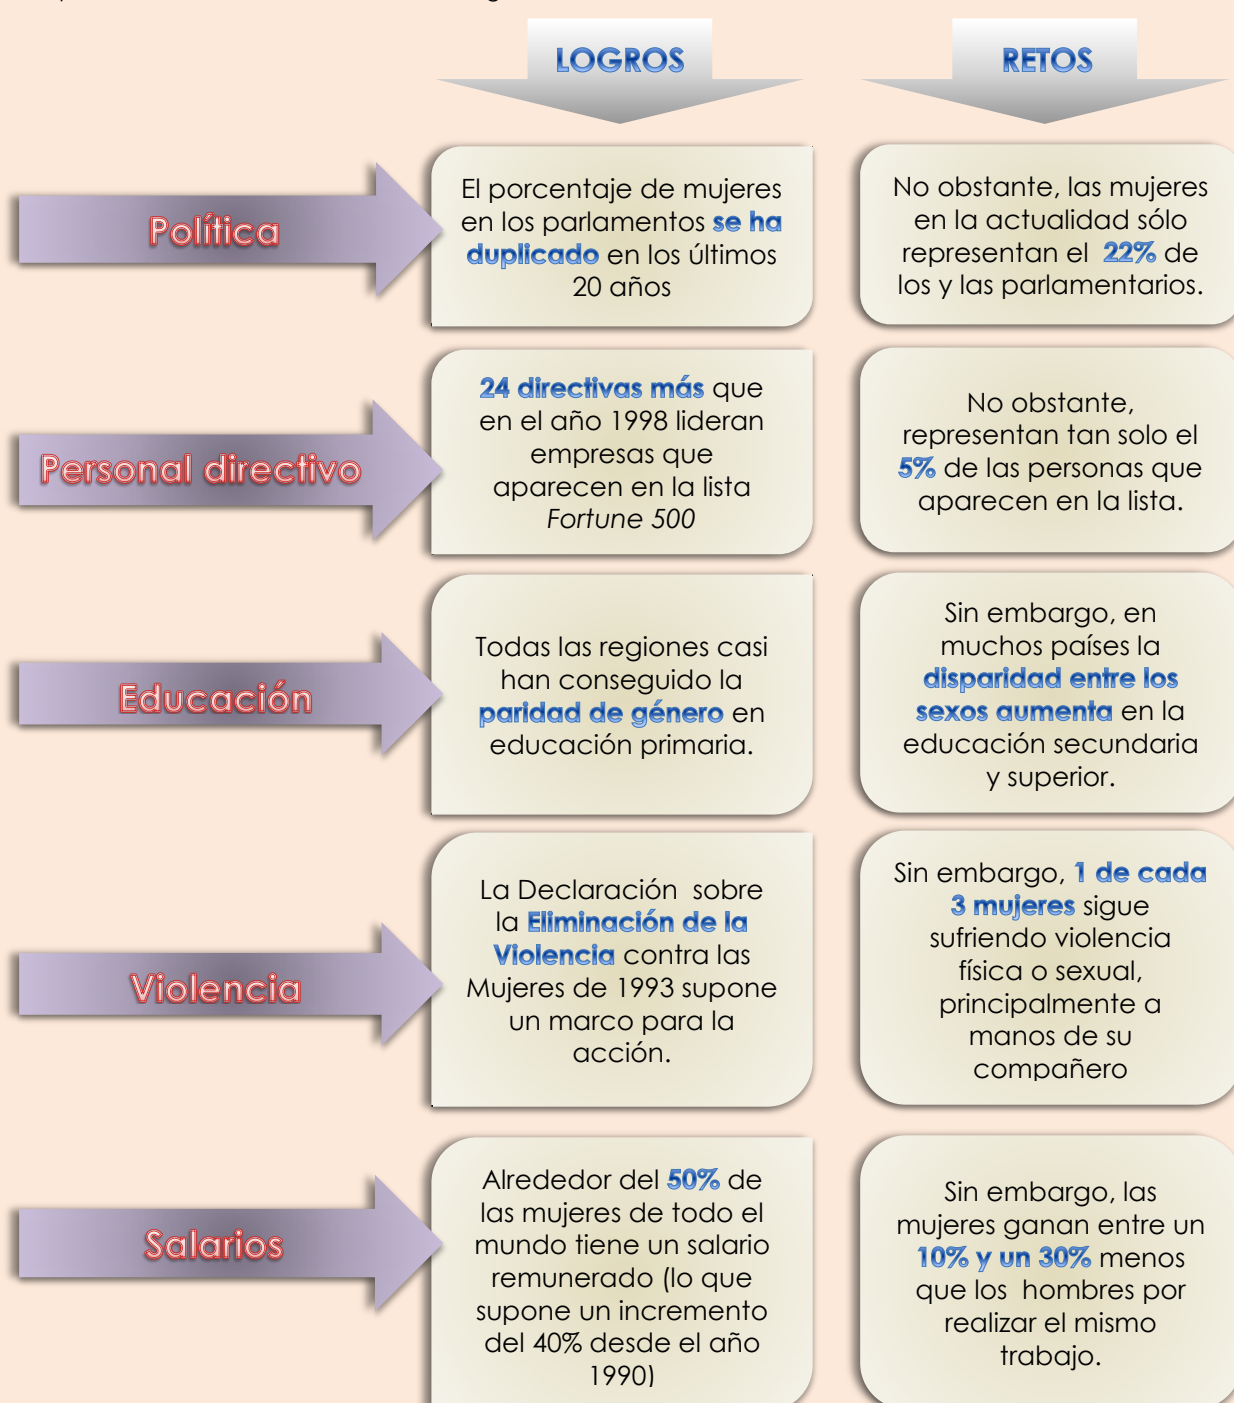 LOGROS
RETOS
Política
El porcentaje de mujeres
en los parlamentos se ha
duplicado en los últimos
20 años
No obstante, las mujeres
en la actualidad sólo
representan el 22% de
los y las parlamentarios.
Personal directivo
24 directivas más que
en el año 1998 lideran
empresas que
aparecen en la lista
Fortune 500
No obstante,
representan tan solo el
5% de las personas que
aparecen en la lista.
Educación
Todas las regiones casi
han conseguido la
paridad de género en
educación primaria.
Sin embargo, en
muchos países la
disparidad entre los
sexos aumenta en la
educación secundaria
y superior.
Violencia
La Declaración sobre
la Eliminación de la
Violencia contra las
Mujeres de 1993 supone
un marco para la
acción.
Sin embargo, 1 de cada
3 mujeres sigue
sufriendo violencia
física o sexual,
principalmente a
manos de su
compañero
Salarios
Alrededor del 50% de
las mujeres de todo el
mundo tiene un salario
remunerado (lo que
supone un incremento
del 40% desde el año
1990)
Sin embargo, las
mujeres ganan entre un
10% y un 30% menos
que los hombres por
realizar el mismo
trabajo.